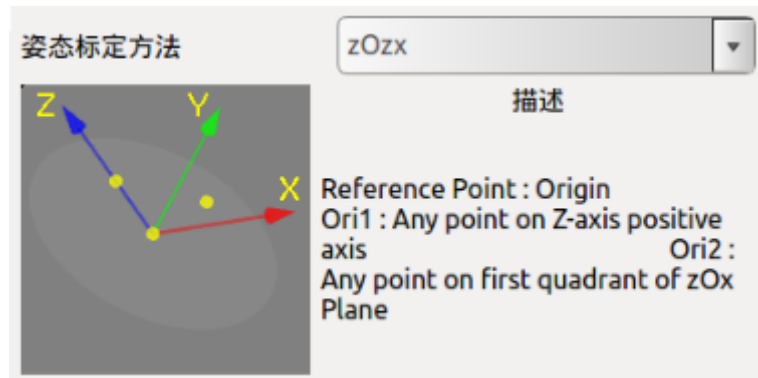 姿态标定方法
zOzx
描述
Z
Y
X
Reference Point : Origin
Ori1 : Any point on Z-axis positive
axis Ori2 :
Any point on first quadrant of zOx
Plane